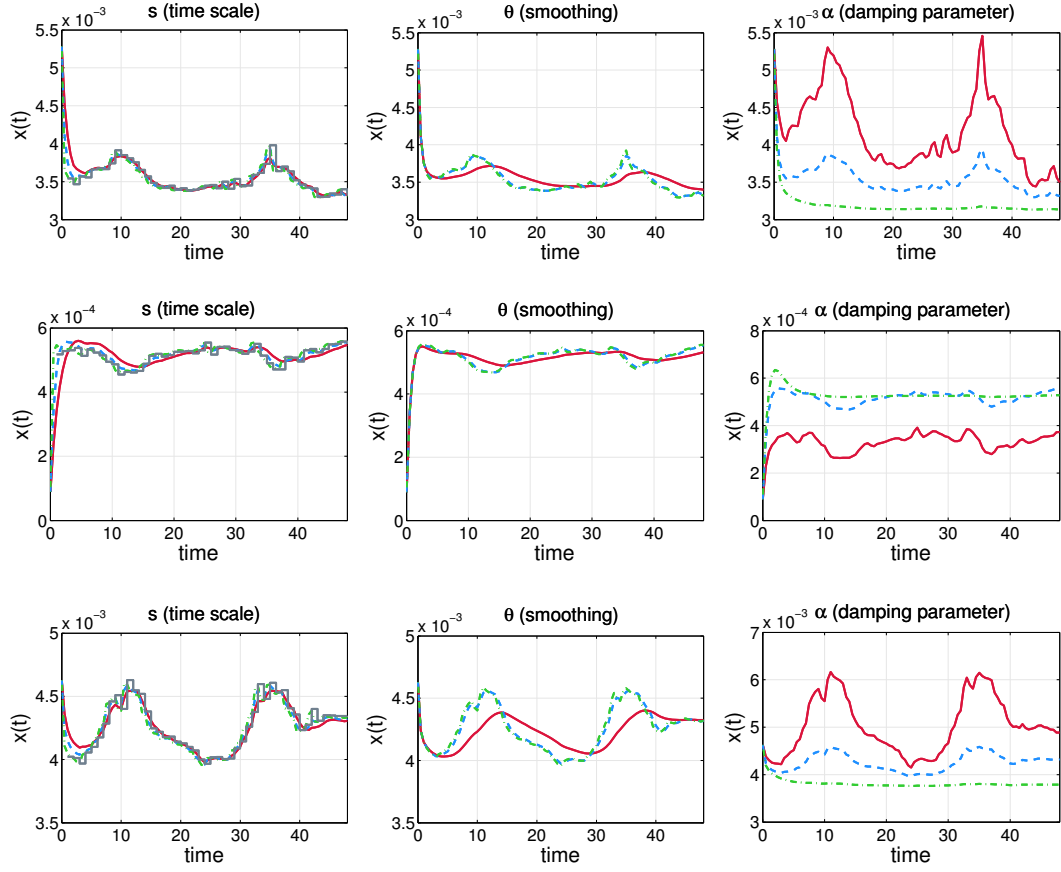 s (time scale)
x 10⁻³
5.5
5
4.5
4
3.5
3
x(t)
0 10 20 30 40
time
θ (smoothing)
x 10⁻³
5.5
5
4.5
4
3.5
3
x(t)
0 10 20 30 40
time
α (damping parameter)
x 10⁻³
5.5
5
4.5
4
3.5
3
x(t)
0 10 20 30 40
time
s (time scale)
x 10⁻⁴
6
4
2
0
x(t)
0 10 20 30 40
time
θ (smoothing)
x 10⁻⁴
6
4
2
0
x(t)
0 10 20 30 40
time
α (damping parameter)
x 10⁻⁴
8
6
4
2
0
x(t)
0 10 20 30 40
time
s (time scale)
x 10⁻³
5
4.5
4
3.5
x(t)
0 10 20 30 40
time
θ (smoothing)
x 10⁻³
5
4.5
4
3.5
x(t)
0 10 20 30 40
time
α (damping parameter)
x 10⁻³
7
6
5
4
3
x(t)
0 10 20 30 40
time